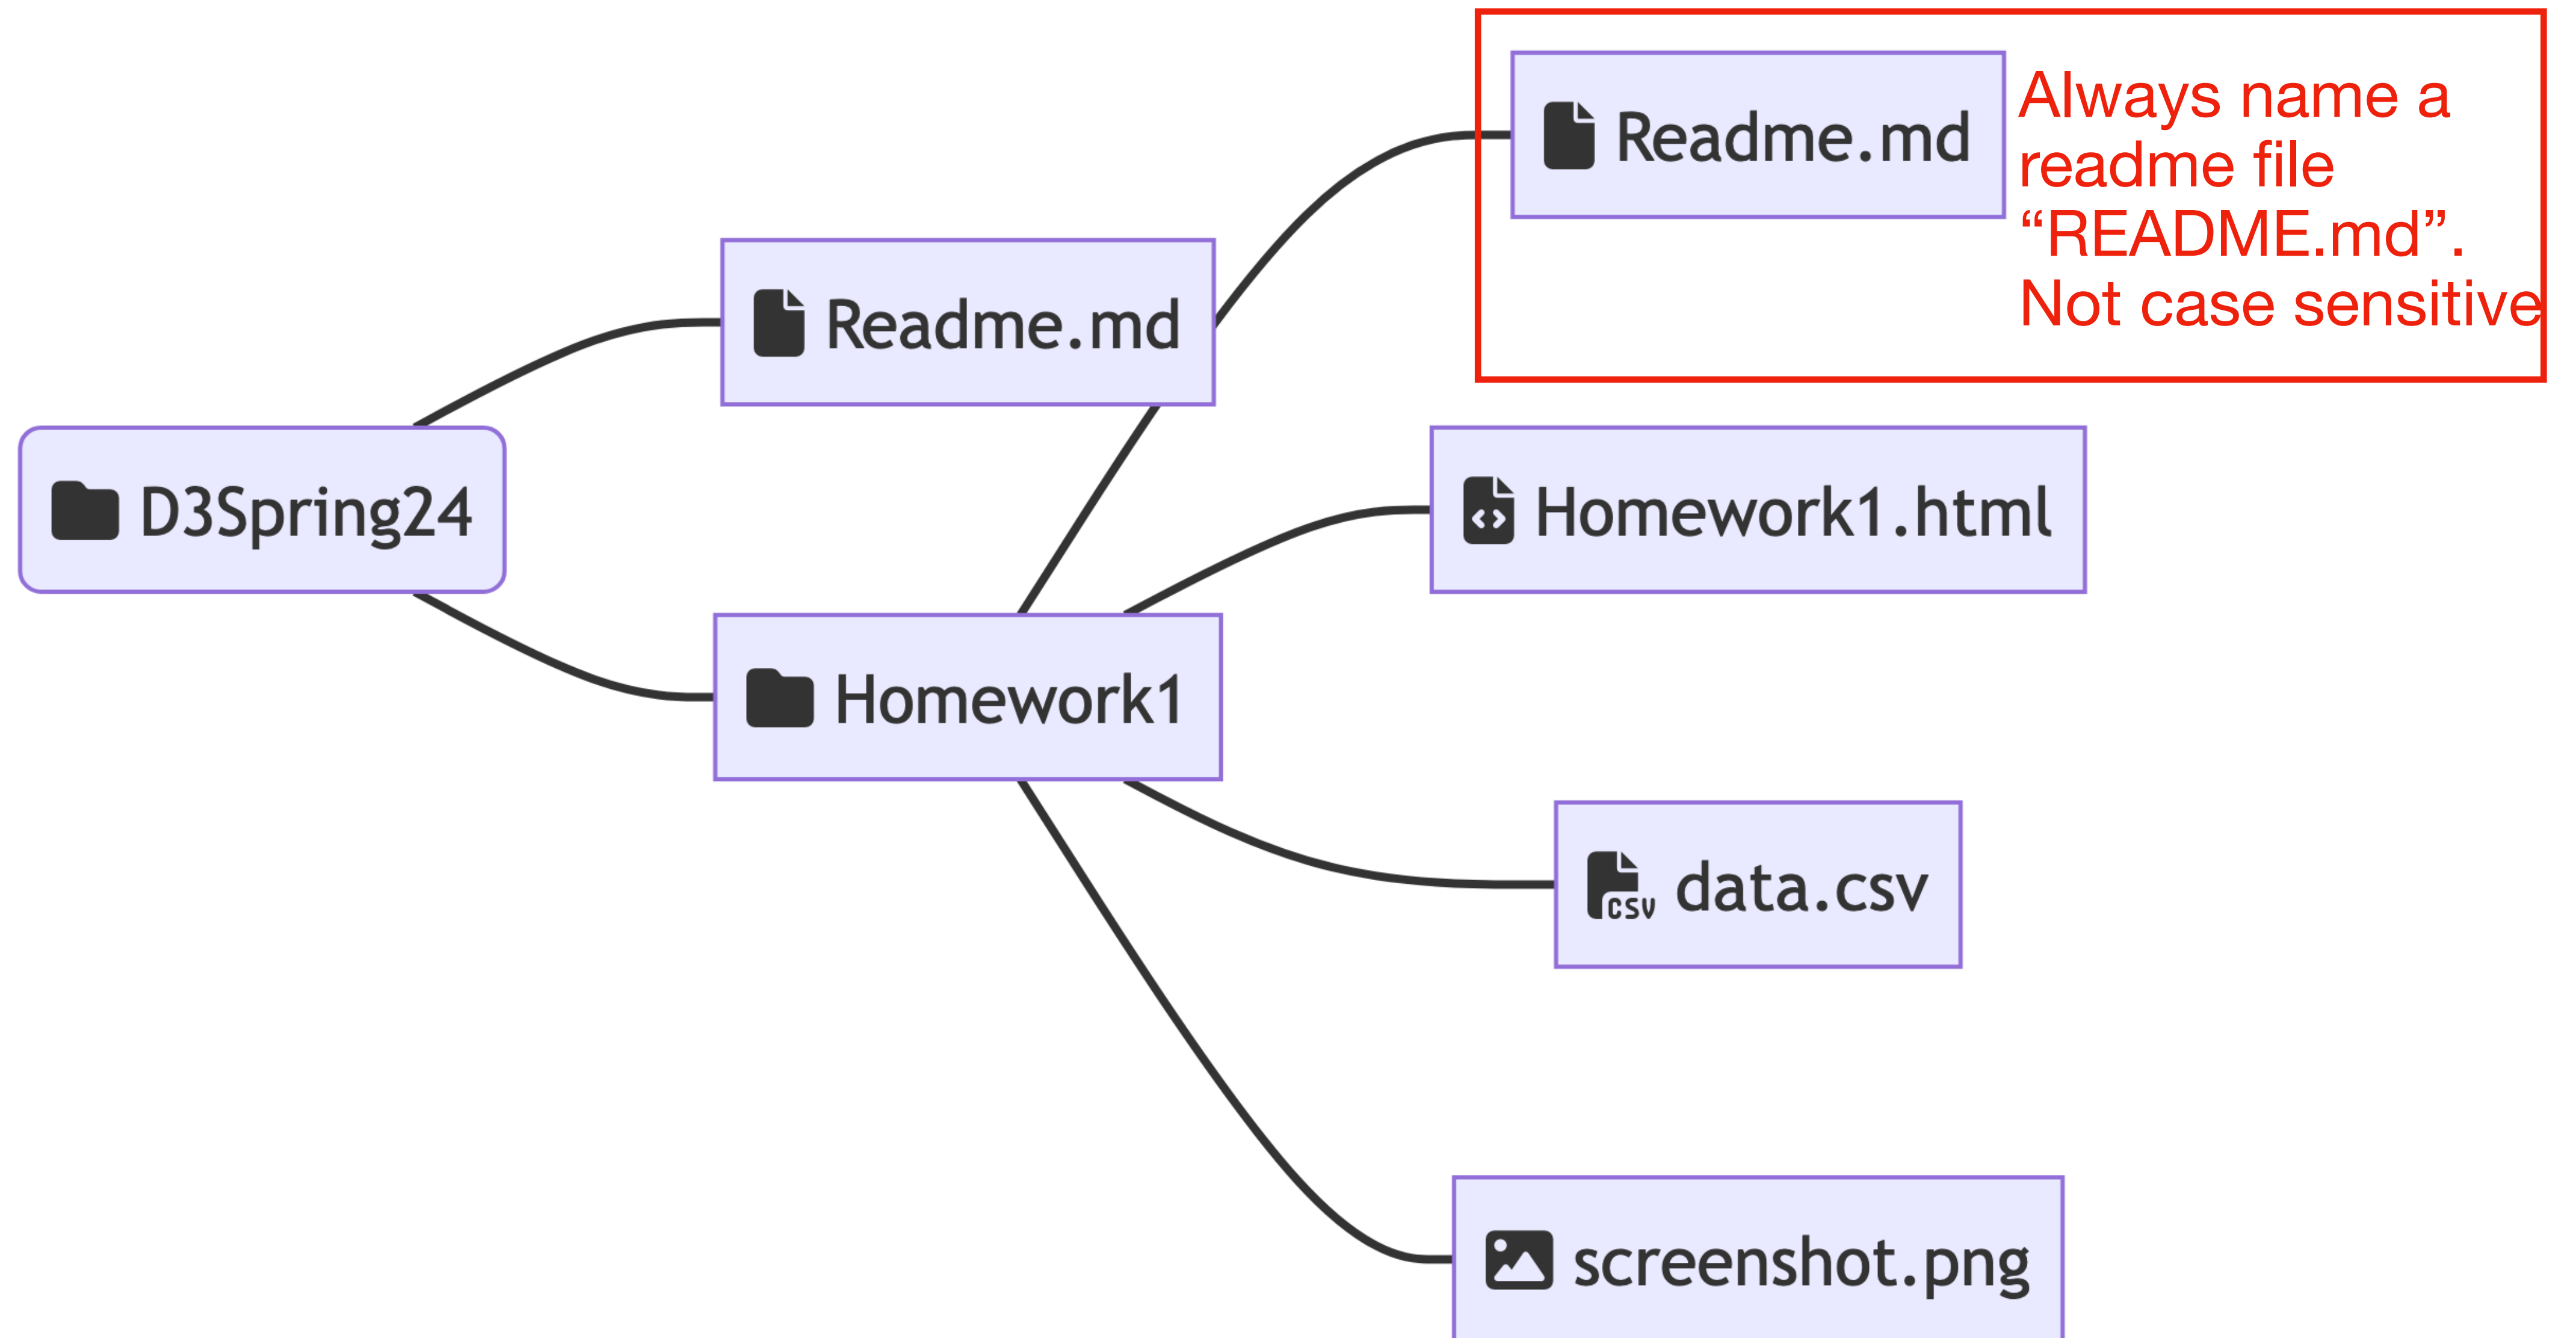 Readme.md
Always name a
readme file
“README.md”.
Not case sensitive
Readme.md
D3Spring24
Homework1.html
Homework1
CSV
data.csv
screenshot.png